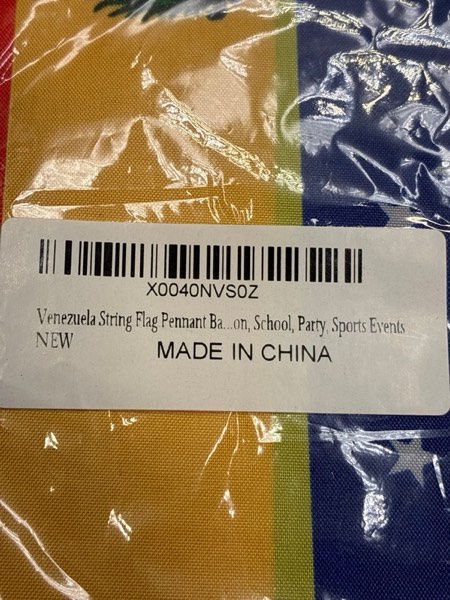 X0040NVS0Z
Venezuela String Flag Pennant Ba...on, School, Party, Sports Events
NEW
MADE IN CHINA